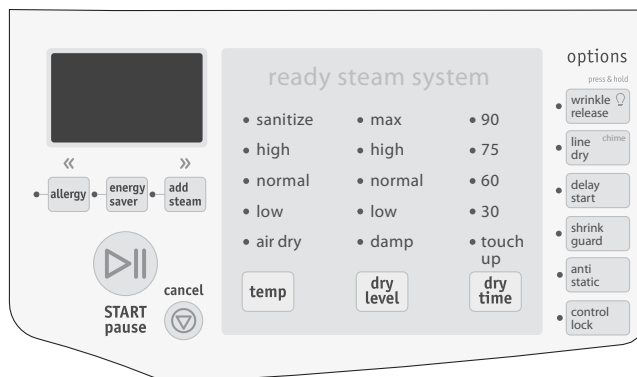 options
ready steam system
press & hold
wrinkle
release
• sanitize • max • 90
• high • high • 75
line chime
dry
• normal • normal • 60
delay
start
• low • low • 30
shrink
guard
• air dry • damp • touch
up
anti
static
control
lock
« »
allergy
energy
saver
add
steam
START
pause
cancel
temp
dry
level
dry
time